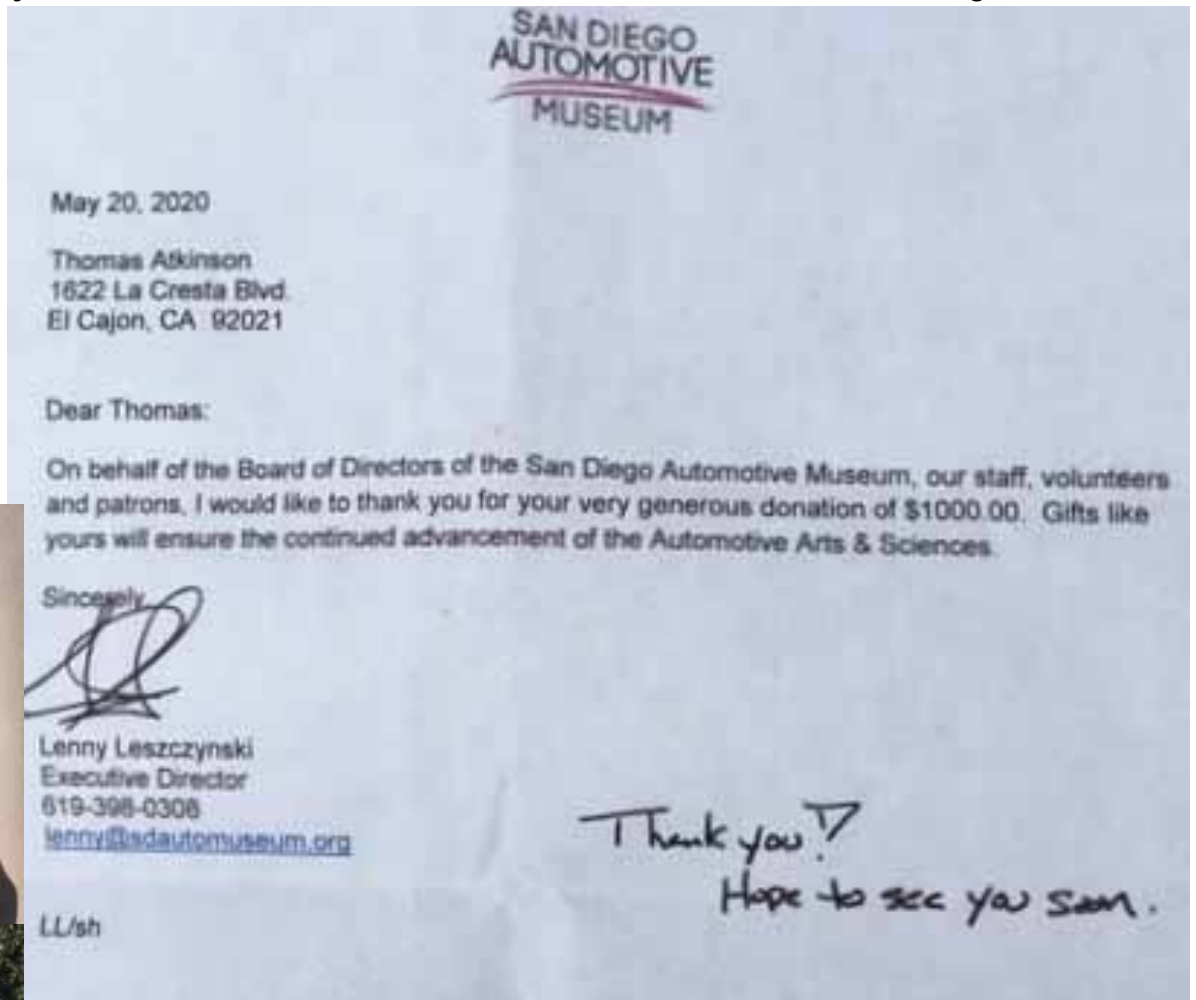 SAN DIEGO
AUTOMOTIVE
MUSEUM
May 20, 2020
Thomas Atkinson
1622 La Cresta Blvd.
El Cajon, CA 92021
Dear Thomas:
On behalf of the Board of Directors of the San Diego Automotive Museum, our staff, volunteers
and patrons, I would like to thank you for your very generous donation of $1000.00. Gifts like
yours will ensure the continued advancement of the Automotive Arts & Sciences.
Sincerely,
Lenny Leszczynski
Executive Director
619-398-0306
lenny@sdautomuseum.org
Thank you!
Hope to see you soon.
LL/sh